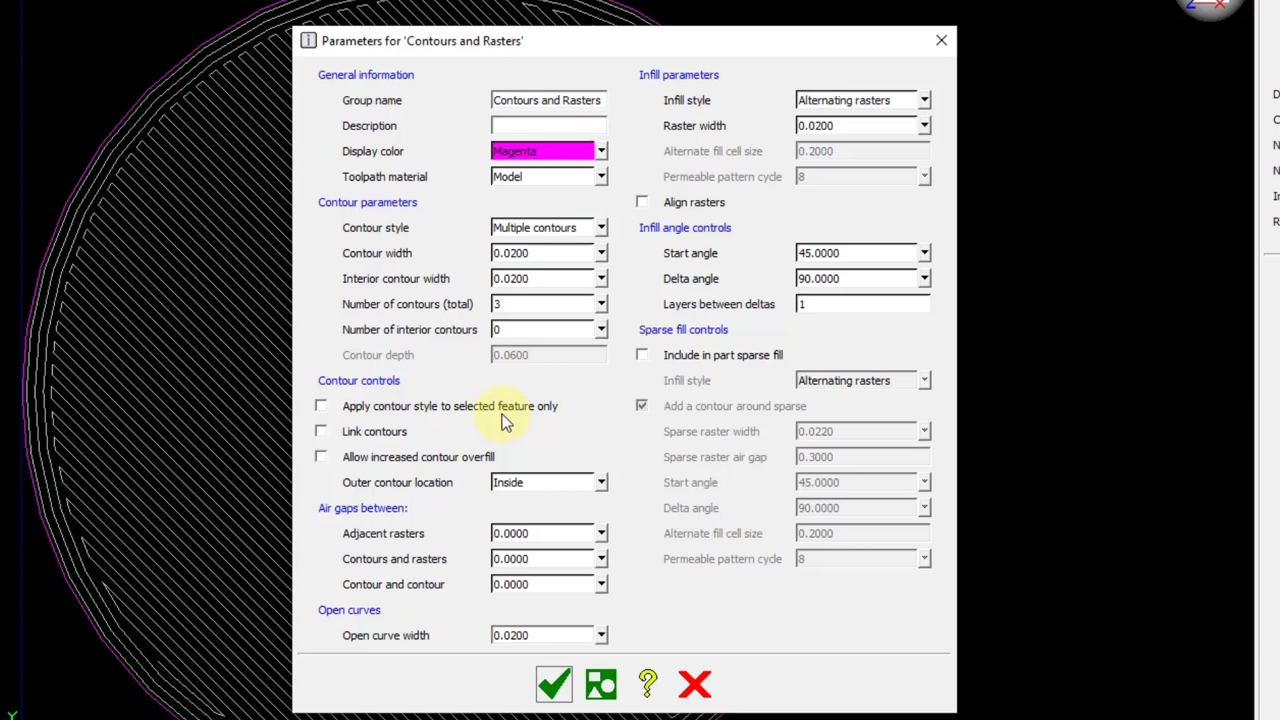 Z
Parameters for 'Contours and Rasters'
General information
Group name Contours and Rasters
Description
Display color Magenta
Toolpath material Model
Contour parameters
Contour style Multiple contours
Contour width 0.0200
Interior contour width 0.0200
Number of contours (total) 3
Number of interior contours 0
Contour depth 0.0600
Contour controls
Apply contour style to selected feature only
Link contours
Allow increased contour overfill
Outer contour location Inside
Air gaps between:
Adjacent rasters 0.0000
Contours and rasters 0.0000
Contour and contour 0.0000
Open curves
Open curve width 0.0200
Infill parameters
Infill style Alternating rasters
Raster width 0.0200
Alternate fill cell size 0.2000
Permeable pattern cycle 8
Align rasters
Infill angle controls
Start angle 45.0000
Delta angle 90.0000
Layers between deltas 1
Sparse fill controls
Include in part sparse fill
Infill style Alternating rasters
Add a contour around sparse
Sparse raster width 0.0220
Sparse raster air gap 0.3000
Start angle 45.0000
Delta angle 90.0000
Alternate fill cell size 0.2000
Permeable pattern cycle 8
Y